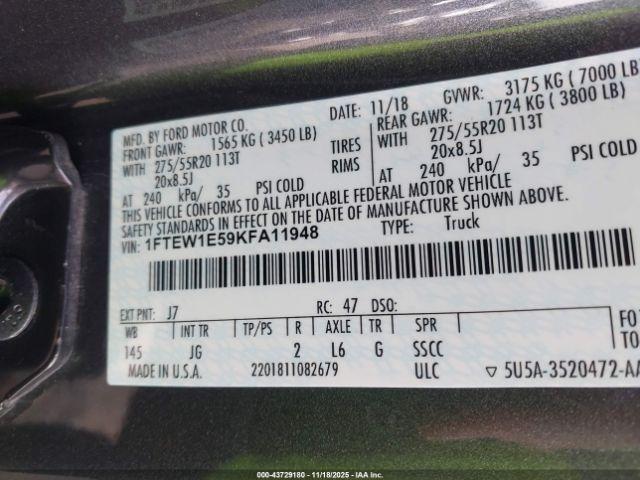 MFD. BY FORD MOTOR CO. DATE: 11/18 GVWR: 3175 KG ( 7000 LB)
FRONT GAWR: 1565 KG ( 3450 LB) REAR GAWR: 1724 KG ( 3800 LB)
WITH 275/55R20 113T TIRES WITH 275/55R20 113T
20x8.5J RIMS 20x8.5J
AT 240 kPa/ 35 PSI COLD AT 240 kPa/ 35 PSI COLD
THIS VEHICLE CONFORMS TO ALL APPLICABLE FEDERAL MOTOR VEHICLE
SAFETY STANDARDS IN EFFECT ON THE DATE OF MANUFACTURE SHOWN ABOVE.
VIN: 1FTEW1E59KFA11948 TYPE: Truck
EXT PNT: J7 RC: 47 DSO:
WB INT TR TP/PS R AXLE TR SPR
145 JG 2 L6 G SSCC
MADE IN U.S.A. 2201811082679 ULC ▽ 5U5A-3520472-AA
FO
TO
000-43729180 - 11/18/2025 - IAA Inc.